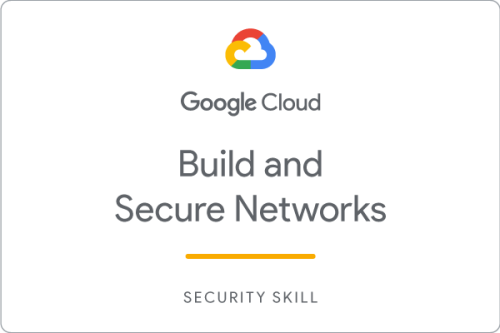 Google Cloud
Build and
Secure Networks
SECURITY SKILL